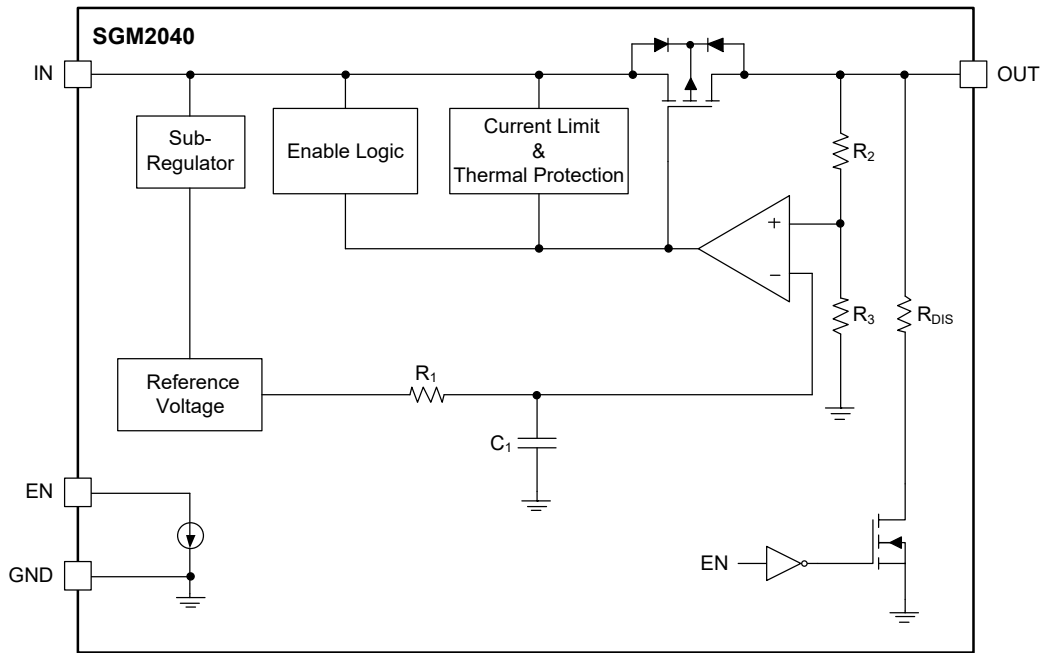 SGM2040
IN
OUT
Sub-
Regulator
Enable Logic
Current Limit
&
Thermal Protection
R2
+
−
R3
RDIS
Reference
Voltage
R1
C1
EN
GND
EN